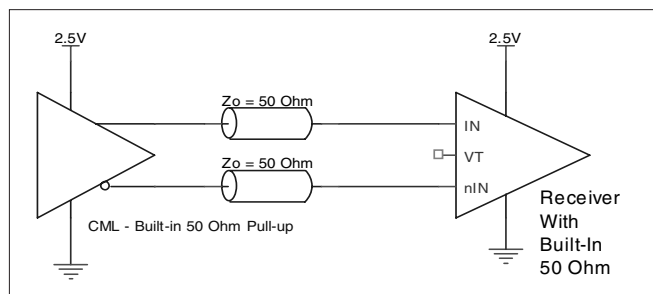 2.5V
2.5V
Zo = 50 Ohm
IN
Zo = 50 Ohm
VT
nIN
CML - Built-in 50 Ohm Pull-up
Receiver
With
Built-In
50 Ohm